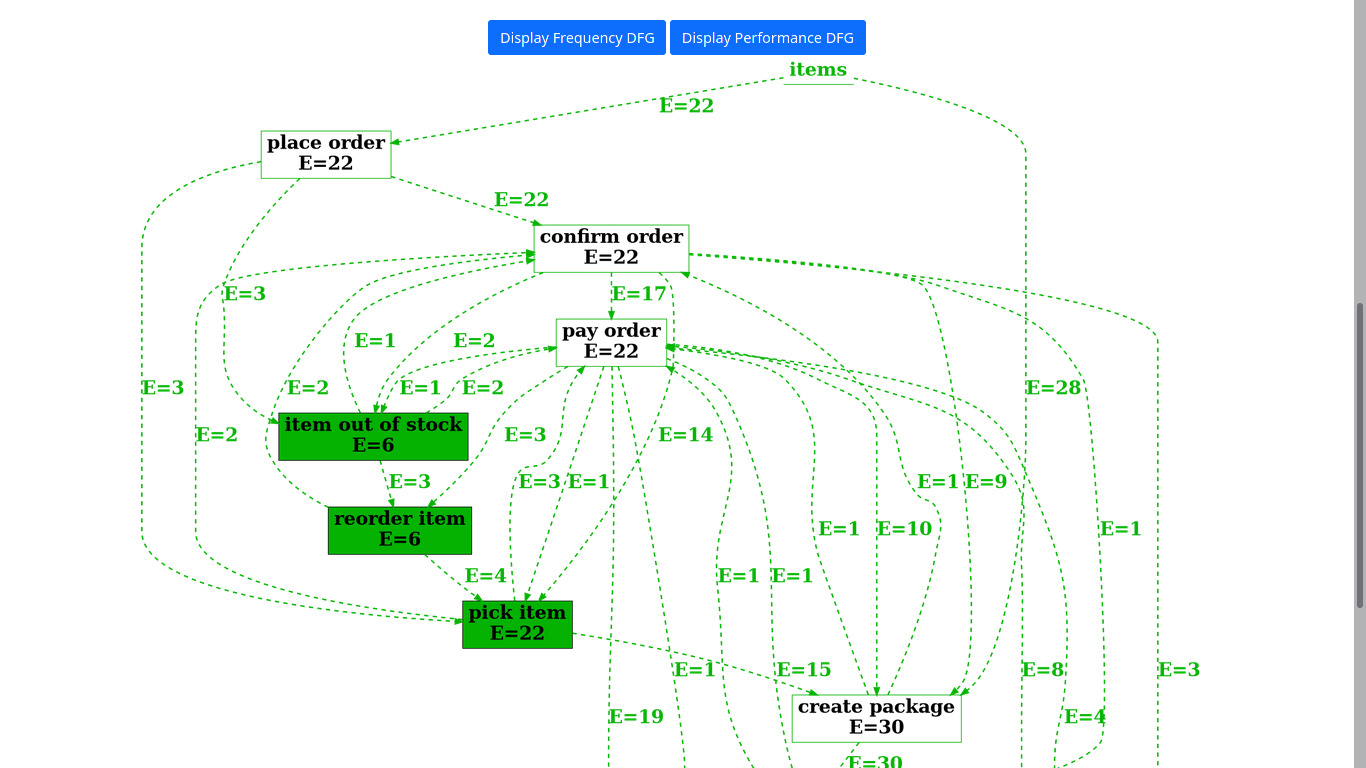 Display Frequency DFG
Display Performance DFG
items
E=22
place order
E=22
E=22
confirm order
E=22
E=3
E=17
pay order
E=22
E=1
E=2
E=3
E=2
E=1
E=2
E=28
item out of stock
E=6
E=2
E=3
E=14
E=3
E=3
E=1
E=1
E=9
reorder item
E=6
E=1
E=10
E=1
E=4
E=1
E=1
pick item
E=22
E=1
E=15
E=8
E=3
create package
E=30
E=19
E=4
E=30